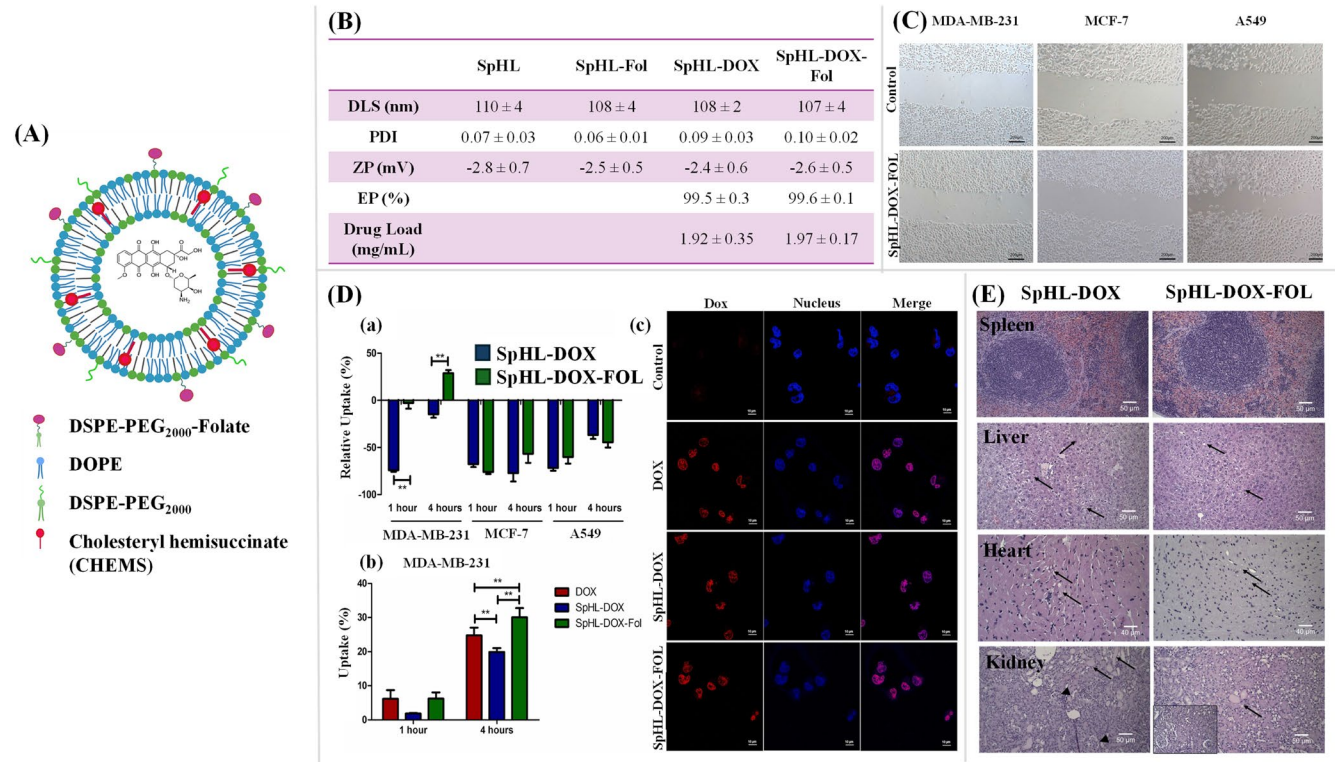 (A)
DSPE-PEG2000-Folate
DOPE
DSPE-PEG2000
Cholesteryl hemisuccinate
(CHEMS)
(B)
SpHL SpHL-Fol SpHL-DOX SpHL-DOX-
Fol
DLS (nm) 110 ± 4 108 ± 4 108 ± 2 107 ± 4
PDI 0.07 ± 0.03 0.06 ± 0.01 0.09 ± 0.03 0.10 ± 0.02
ZP (mV) -2.8 ± 0.7 -2.5 ± 0.5 -2.4 ± 0.6 -2.6 ± 0.5
EP (%) 99.5 ± 0.3 99.6 ± 0.1
Drug Load
(mg/mL) 1.92 ± 0.35 1.97 ± 0.17
(C)
MDA-MB-231 MCF-7 A549
Control
SpHL-DOX-FOL
(D)
(a)
Relative Uptake (%)
50
0
-50
-100
**
**
SpHL-DOX
SpHL-DOX-FOL
1 hour 4 hours 1 hour 4 hours 1 hour 4 hours
MDA-MB-231 MCF-7 A549
(b)
MDA-MB-231
Uptake (%)
40
30
20
10
0
**
**
**
DOX
SpHL-DOX
SpHL-DOX-Fol
1 hour 4 hours
(c)
Dox Nucleus Merge
Control
DOX
SpHL-DOX
SpHL-DOX-FOL
(E)
SpHL-DOX SpHL-DOX-FOL
Spleen
50 µm 50 µm
Liver
50 µm 50 µm
Heart
40 µm 40 µm
Kidney
50 µm 50 µm